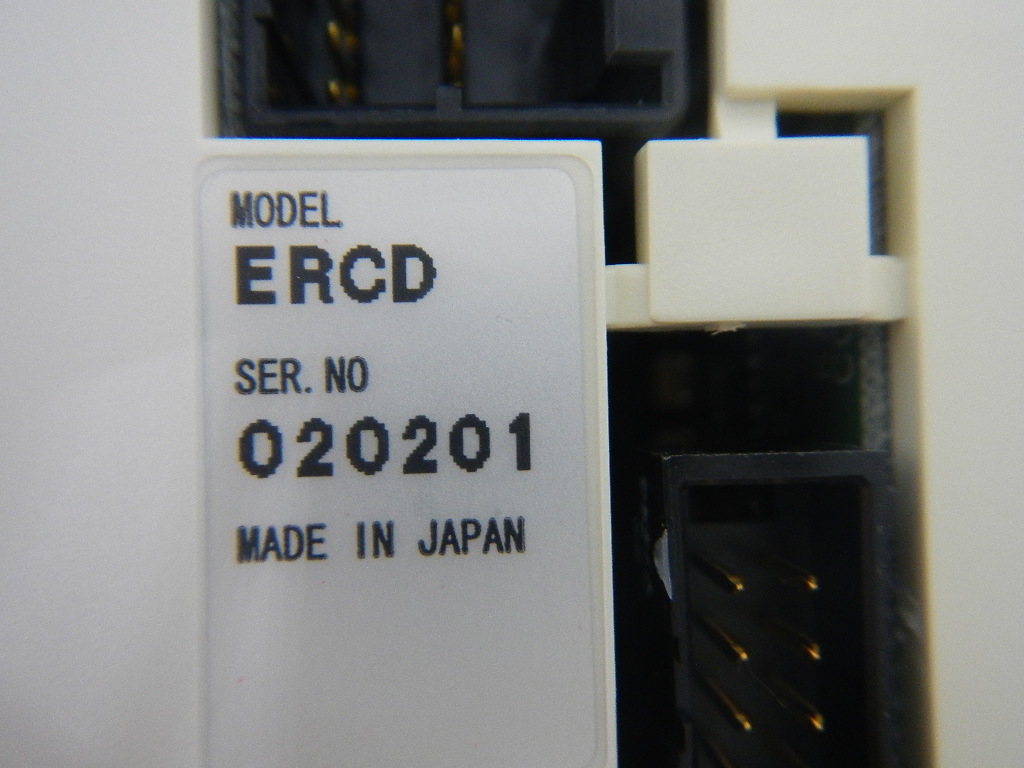 MODEL
ERCD
SER. NO
020201
MADE IN JAPAN